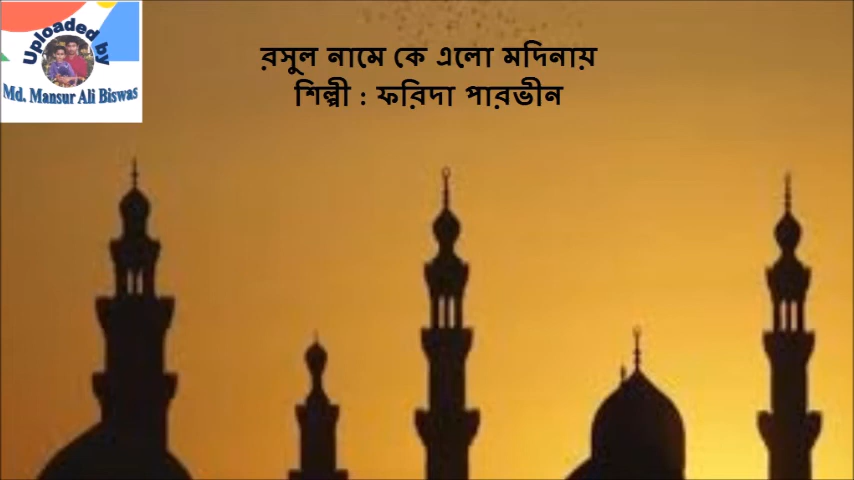 Uploaded by
Md. Mansur Ali Biswas
রসুল নামে কে এলো মদিনায়
শিল্পী : ফরিদা পারভীন